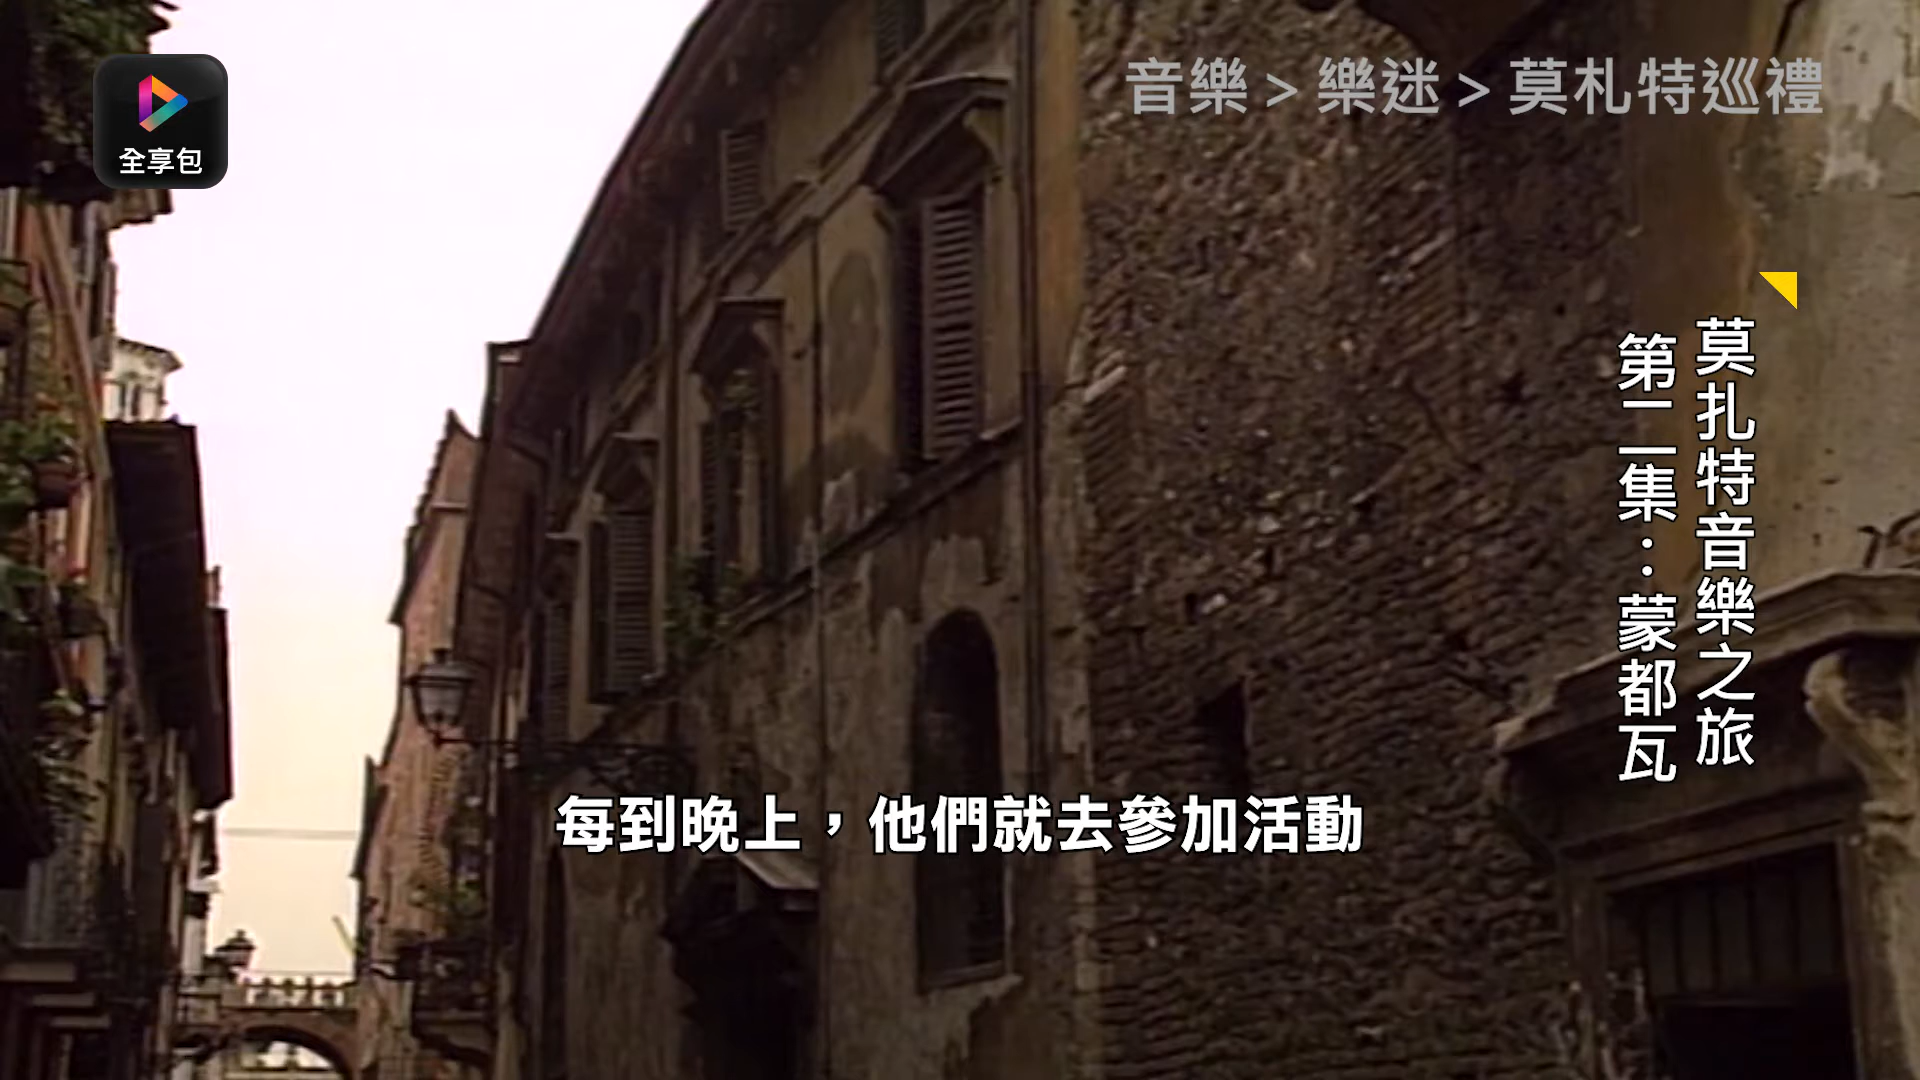 全享包
音樂 > 樂迷 > 莫札特巡禮
莫扎特音樂之旅
第二集：蒙都瓦
每到晚上，他們就去參加活動